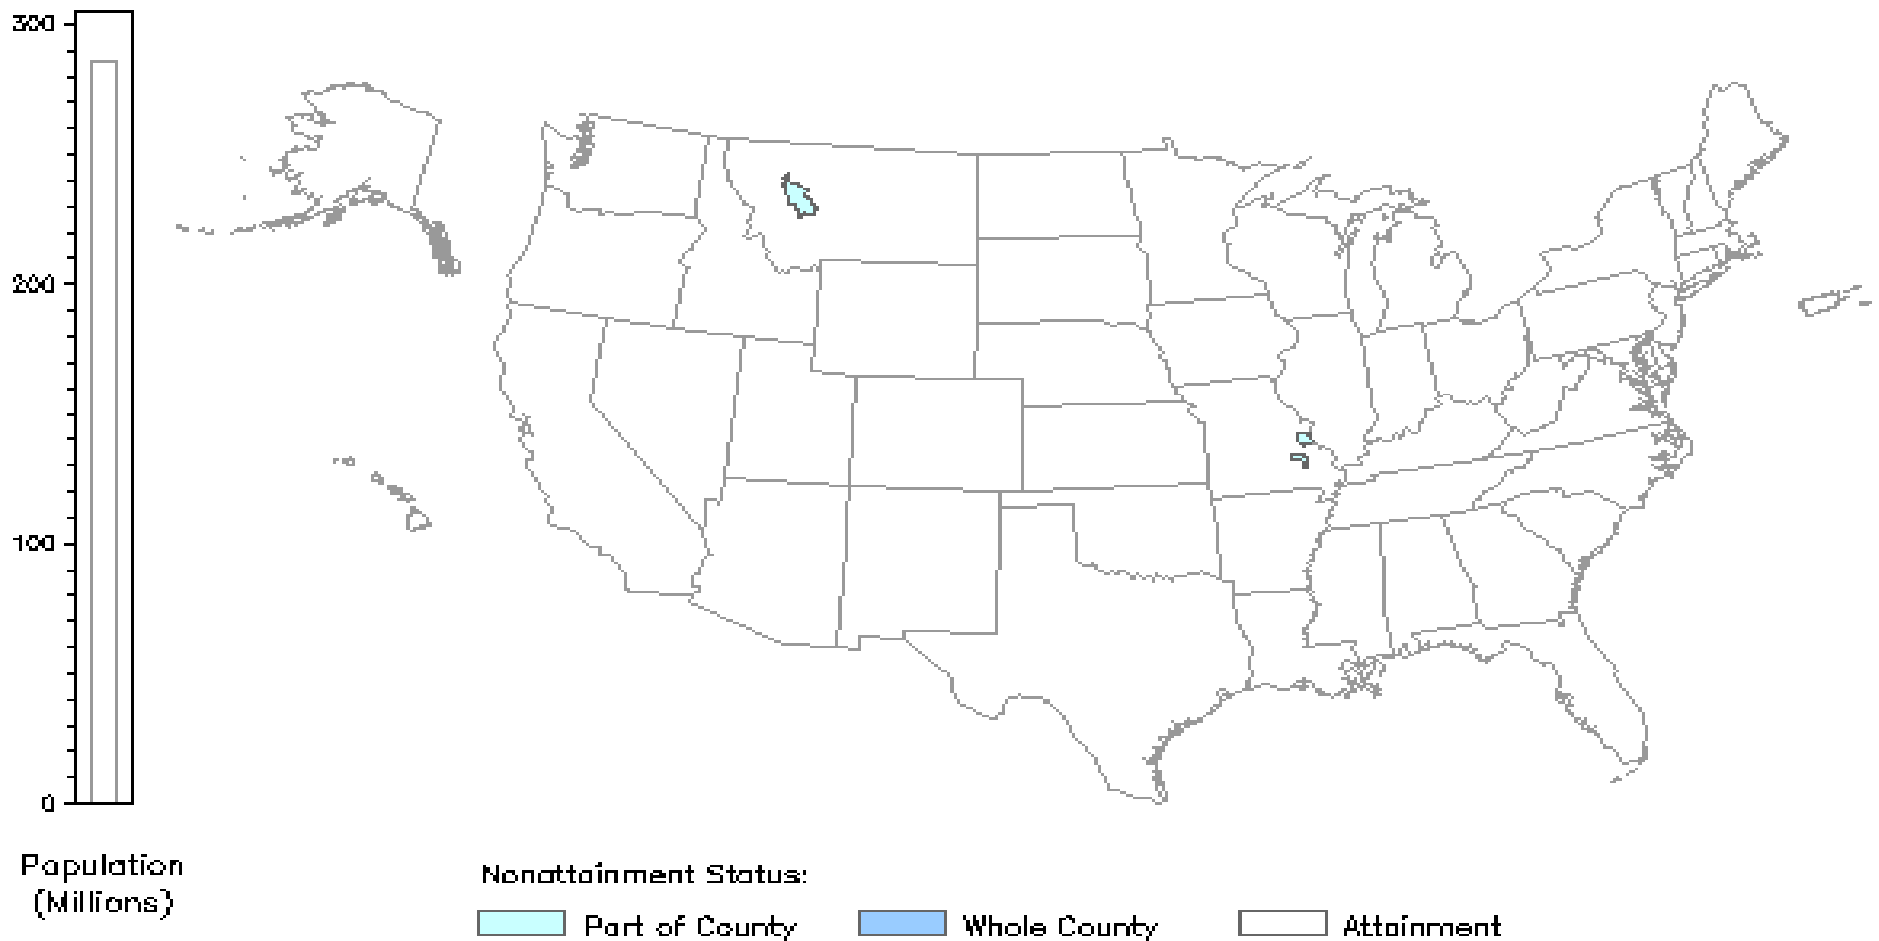 300
200
100
0
Population
(Millions)
Nonattainment Status:
Part of County
Whole County
Attainment